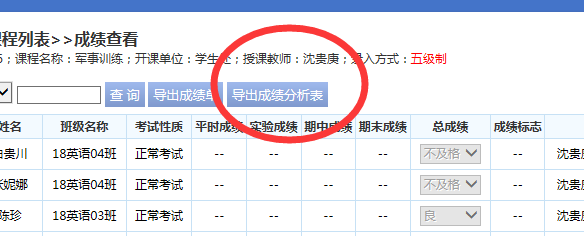 程列表>>成绩查看
5；课程名称：军事训练；开课单位：学生处；授课教师：沈贵庚；录入方式：五级制
查 询 导出成绩单 导出成绩分析表
姓名 班级名称 考试性质 平时成绩 实验成绩 期中成绩 期末成绩 总成绩 成绩标志
贵川 18英语04班 正常考试 -- -- -- -- 不及格 -- 沈贵庚
妮娜 18英语04班 正常考试 -- -- -- -- 不及格 -- 沈贵庚
陈珍 18英语03班 正常考试 -- -- -- -- 良 -- 沈贵庚